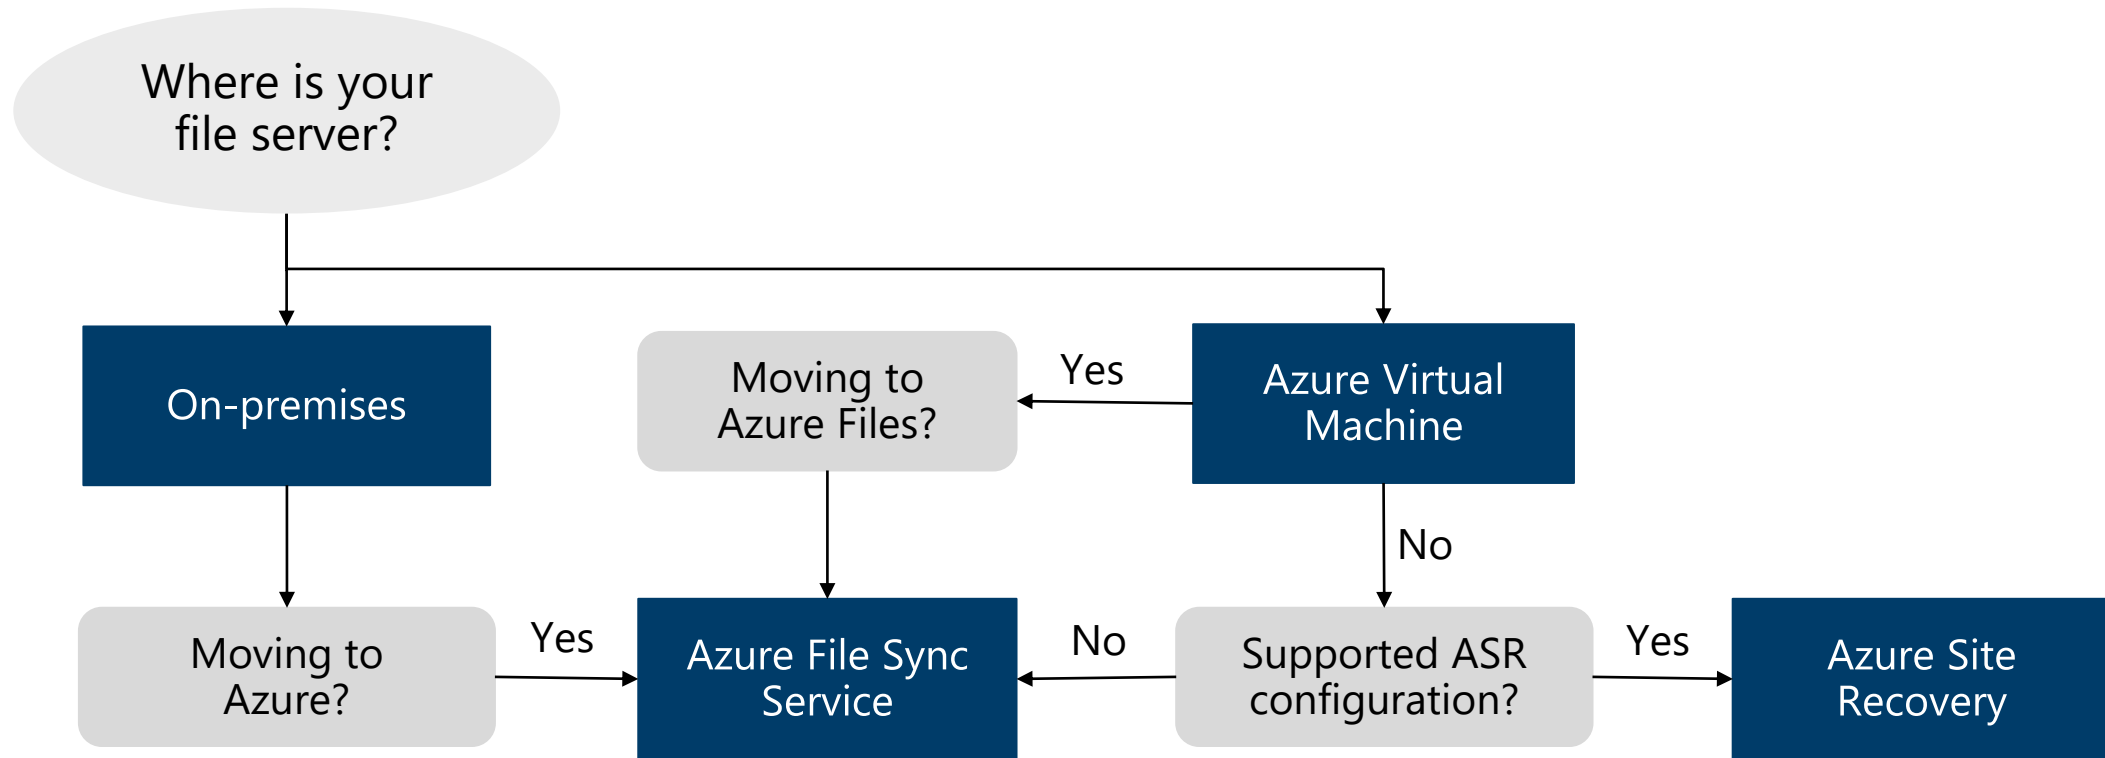 Where is your
file server?
On-premises
Moving to
Azure Files?
Yes
Azure Virtual
Machine
No
Moving to
Azure?
Yes
Azure File Sync
Service
No
Supported ASR
configuration?
Yes
Azure Site
Recovery